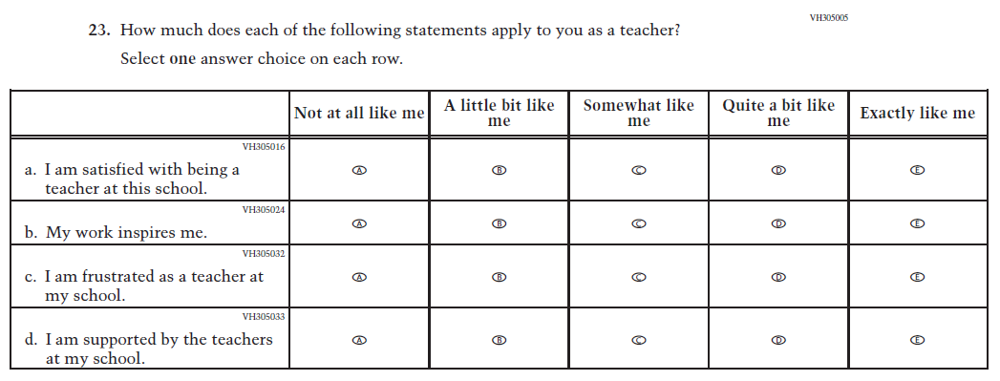 VH305005
23. How much does each of the following statements apply to you as a teacher?
Select one answer choice on each row.
Not at all like me
A little bit like
me
Somewhat like
me
Quite a bit like
me
Exactly like me
VH305016
a. I am satisfied with being a
teacher at this school.
A B C D E
VH305024
b. My work inspires me.
A B C D E
VH305032
c. I am frustrated as a teacher at
my school.
A B C D E
VH305033
d. I am supported by the teachers
at my school.
A B C D E